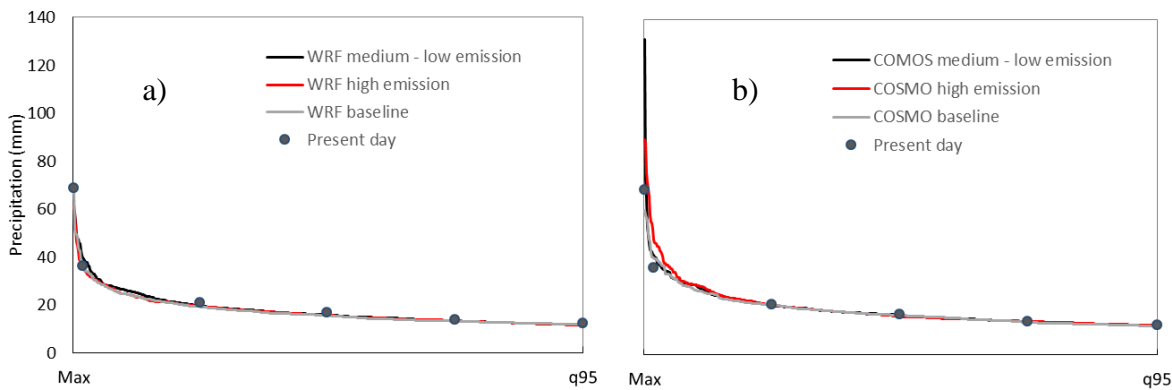 140
120
100
80
60
40
20
0
Precipitation (mm)
a)
WRF medium - low emission
WRF high emission
WRF baseline
Present day
Max
q95
b)
COMOS medium - low emission
COSMO high emission
COSMO baseline
Present day
Max
q95